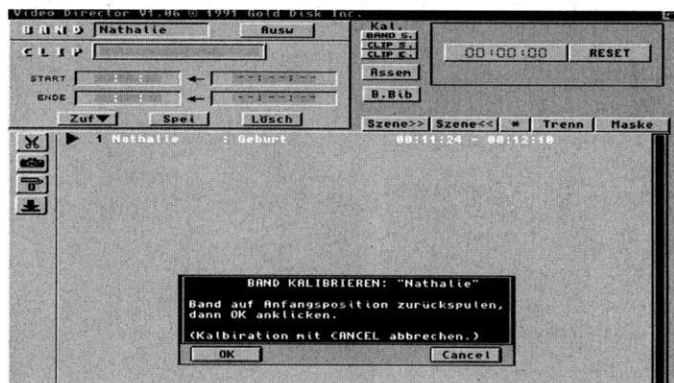 Video Director V1.06 © 1991 Gold Disk Inc.
BAND Nathalie Ausw
CLIP
START --:--:--
ENDE --:--:--
Zuf Spei Lösch
Kal.
BAND S.
CLIP S.
CLIP E.
Assem
B.Bib
00:00:00 RESET
Szene>> Szene<< * Trenn Maske
1 Nathalie : Geburt 00:11:24 - 00:12:10
BAND KALIBRIEREN: "Nathalie"
Band auf Anfangsposition zurückspulen,
dann OK anklicken.
(Kalbiration mit CANCEL abbrechen.)
OK Cancel